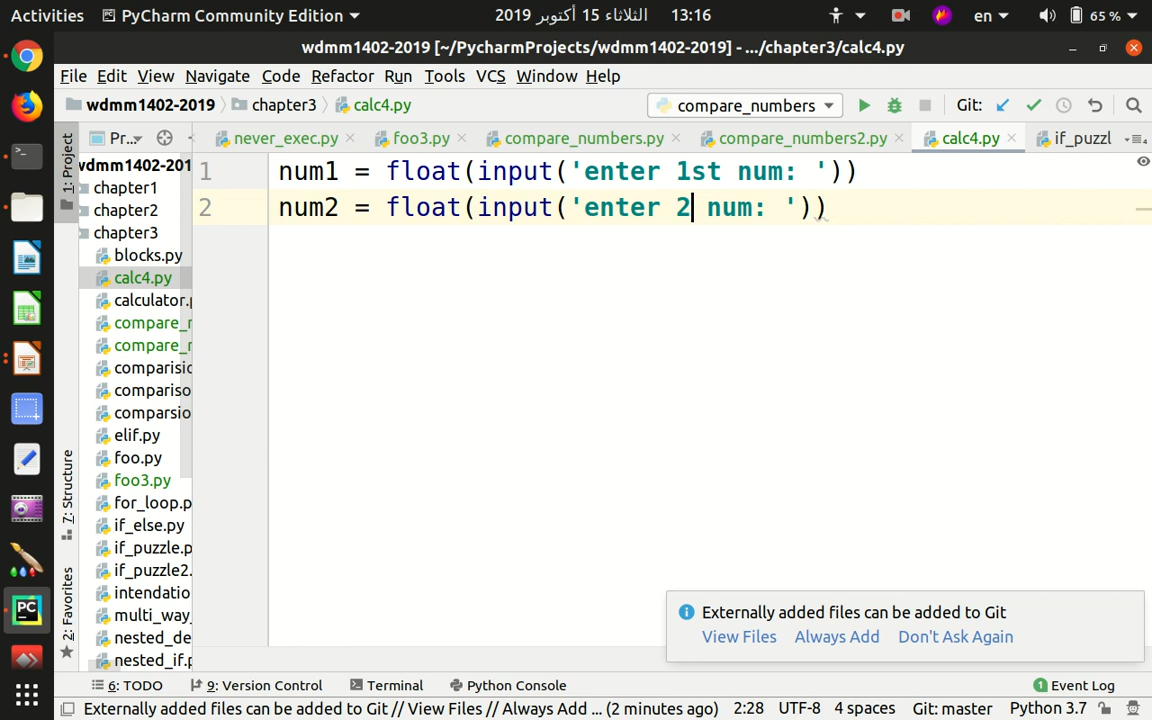 Activities PyCharm Community Edition 2019 الثلاثاء 15 أكتوبر 13:16 en 65 %
wdmm1402-2019 [~/PycharmProjects/wdmm1402-2019] - .../chapter3/calc4.py
File Edit View Navigate Code Refactor Run Tools VCS Window Help
wdmm1402-2019 chapter3 calc4.py compare_numbers Git:
1: Project Pr... never_exec.py foo3.py compare_numbers.py compare_numbers2.py calc4.py if_puzzl
wdmm1402-201
chapter1
chapter2
chapter3
blocks.py
calc4.py
calculator.p
compare_n
compare_n
comparisio
compariso
comparsio
elif.py
foo.py
foo3.py
for_loop.p
if_else.py
if_puzzle.p
if_puzzle2.
intendatio
multi_way_
nested_de
nested_if.p
1 num1 = float(input('enter 1st num: '))
2 num2 = float(input('enter 2 num: '))
7: Structure
2: Favorites
Externally added files can be added to Git
View Files Always Add Don't Ask Again
6: TODO 9: Version Control Terminal Python Console 1 Event Log
Externally added files can be added to Git // View Files // Always Add ... (2 minutes ago) 2:28 UTF-8 4 spaces Git: master Python 3.7